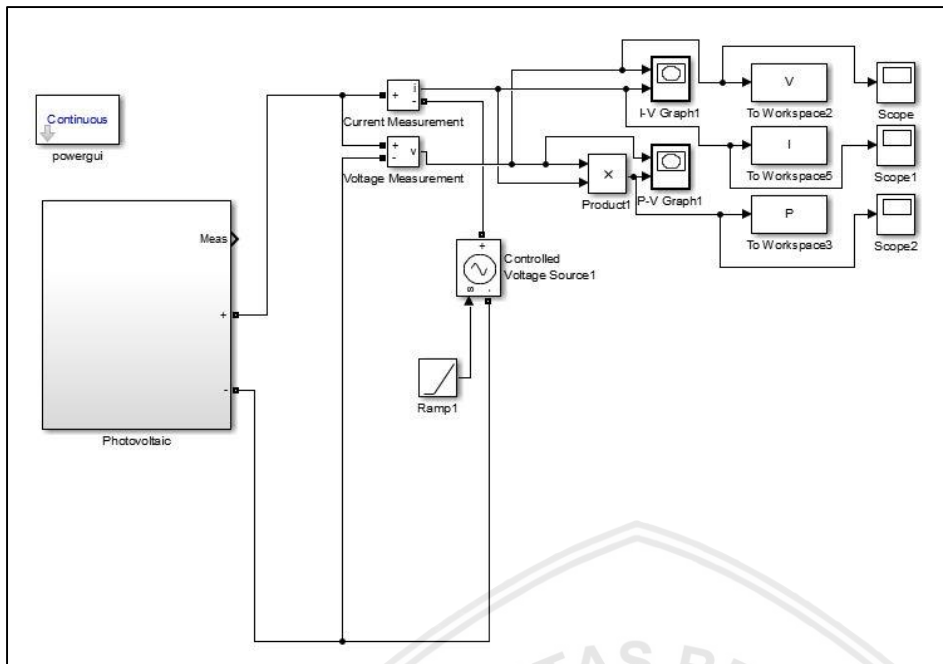 Continuous
powergui
Meas
+
-
Photovoltaic
+
i
-
Current Measurement
+
-
v
Voltage Measurement
I-V Graph1
V
To Workspace2
Scope
×
Product1
P-V Graph1
I
To Workspace5
Scope1
P
To Workspace3
Scope2
+
s
-
Controlled
Voltage Source1
Ramp1
TAS